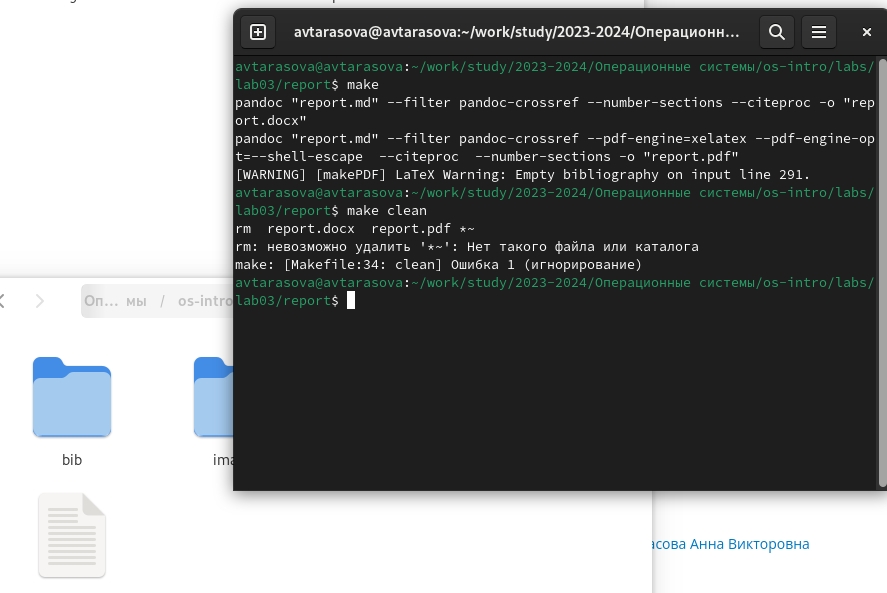 avtarasova@avtarasova:~/work/study/2023-2024/Операционн...
avtarasova@avtarasova:~/work/study/2023-2024/Операционные системы/os-intro/labs/
lab03/report$ make
pandoc "report.md" --filter pandoc-crossref --number-sections --citeproc -o "rep
ort.docx"
pandoc "report.md" --filter pandoc-crossref --pdf-engine=xelatex --pdf-engine-op
t=--shell-escape  --citeproc  --number-sections -o "report.pdf"
[WARNING] [makePDF] LaTeX Warning: Empty bibliography on input line 291.
avtarasova@avtarasova:~/work/study/2023-2024/Операционные системы/os-intro/labs/
lab03/report$ make clean
rm  report.docx  report.pdf *~
rm: невозможно удалить '*~': Нет такого файла или каталога
make: [Makefile:34: clean] Ошибка 1 (игнорирование)
avtarasova@avtarasova:~/work/study/2023-2024/Операционные системы/os-intro/labs/
lab03/report$
Оп... мы / os-intro
bib
ima
асова Анна Викторовна